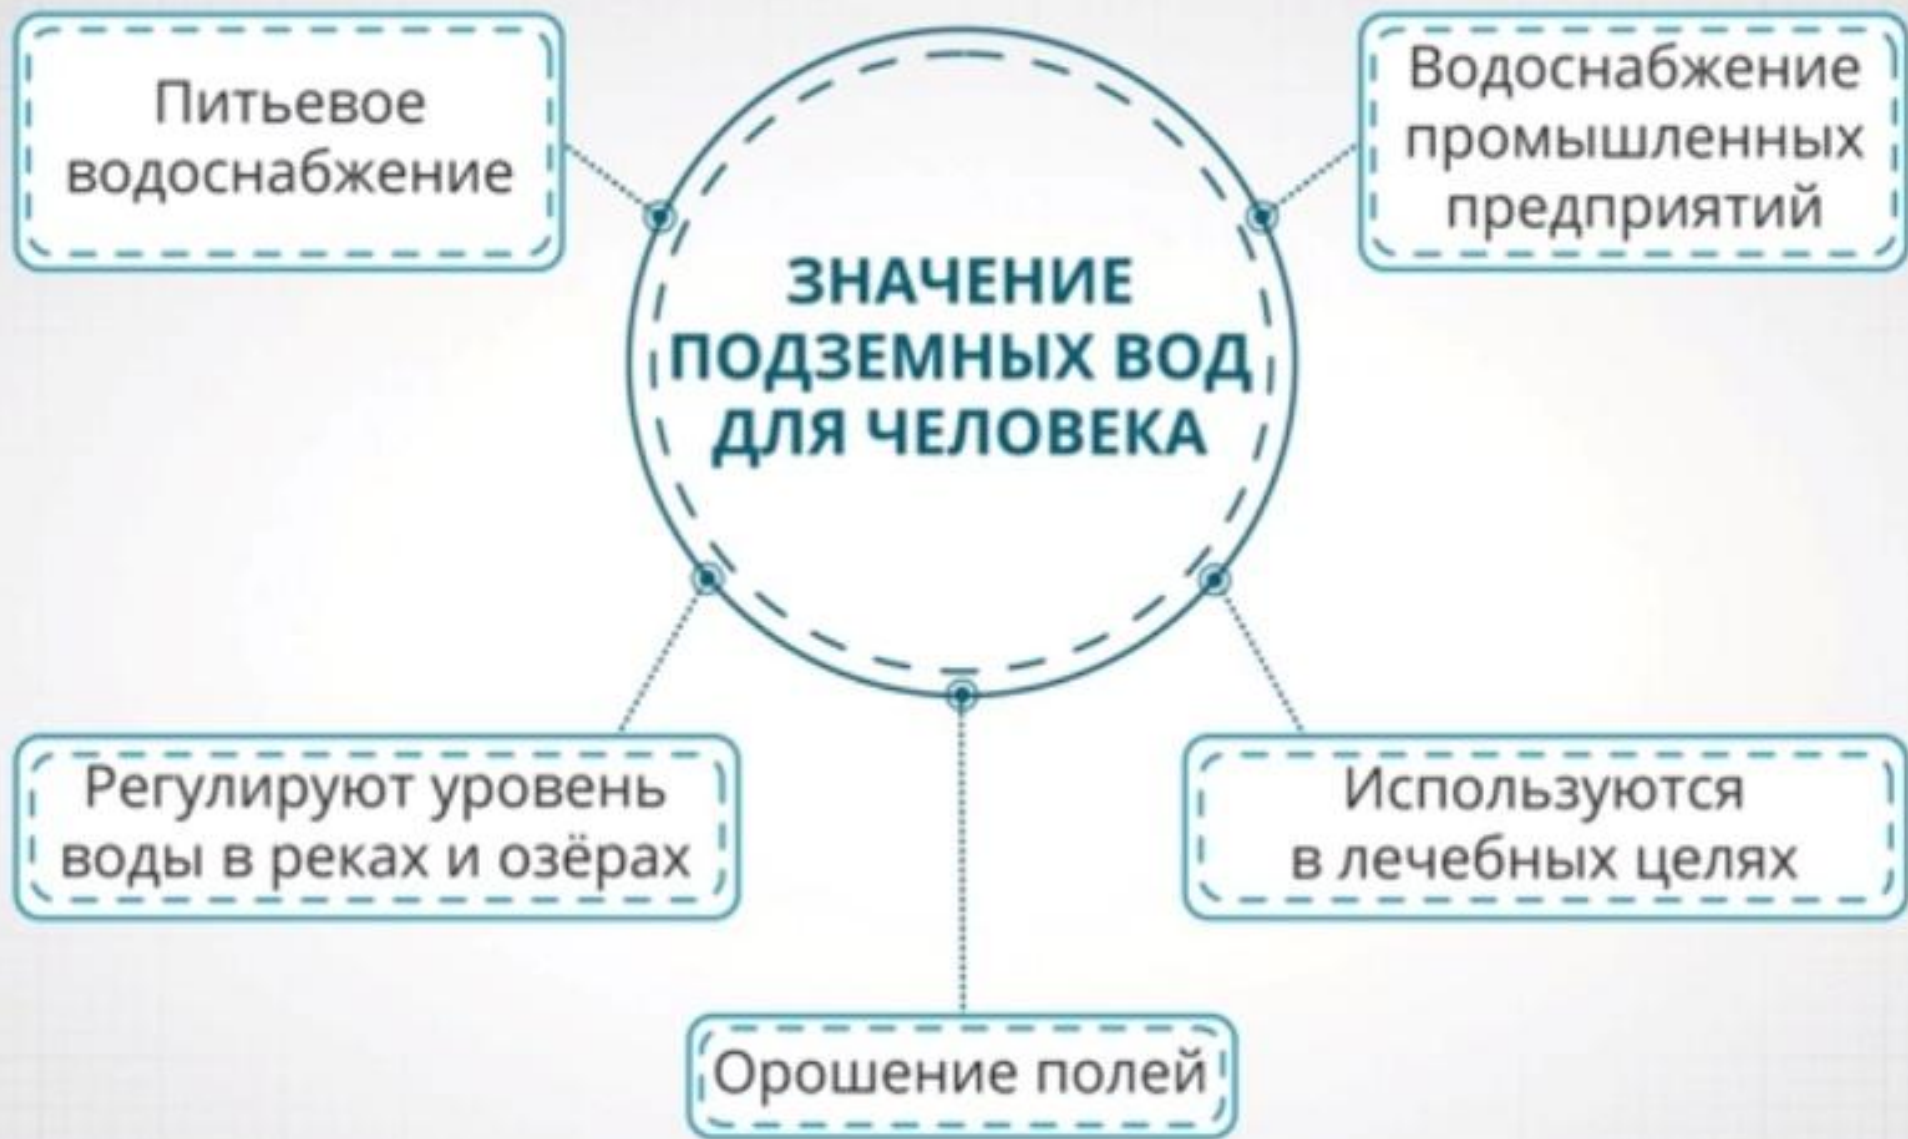 Питьевое
водоснабжение
Водоснабжение
промышленных
предприятий
ЗНАЧЕНИЕ
ПОДЗЕМНЫХ ВОД
ДЛЯ ЧЕЛОВЕКА
Регулируют уровень
воды в реках и озёрах
Используются
в лечебных целях
Орошение полей